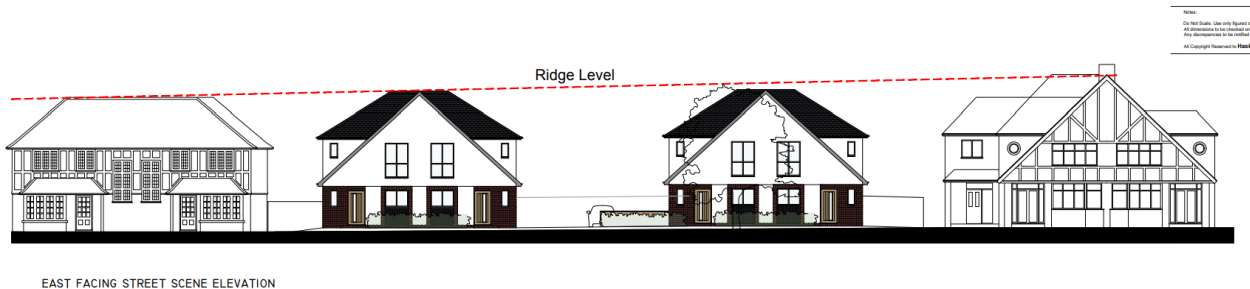 Notes:
Do Not Scale. Use only figured
All dimensions to be checked on
Any discrepancies to be notified
All Copyright Reserved to
Ridge Level
EAST FACING STREET SCENE ELEVATION